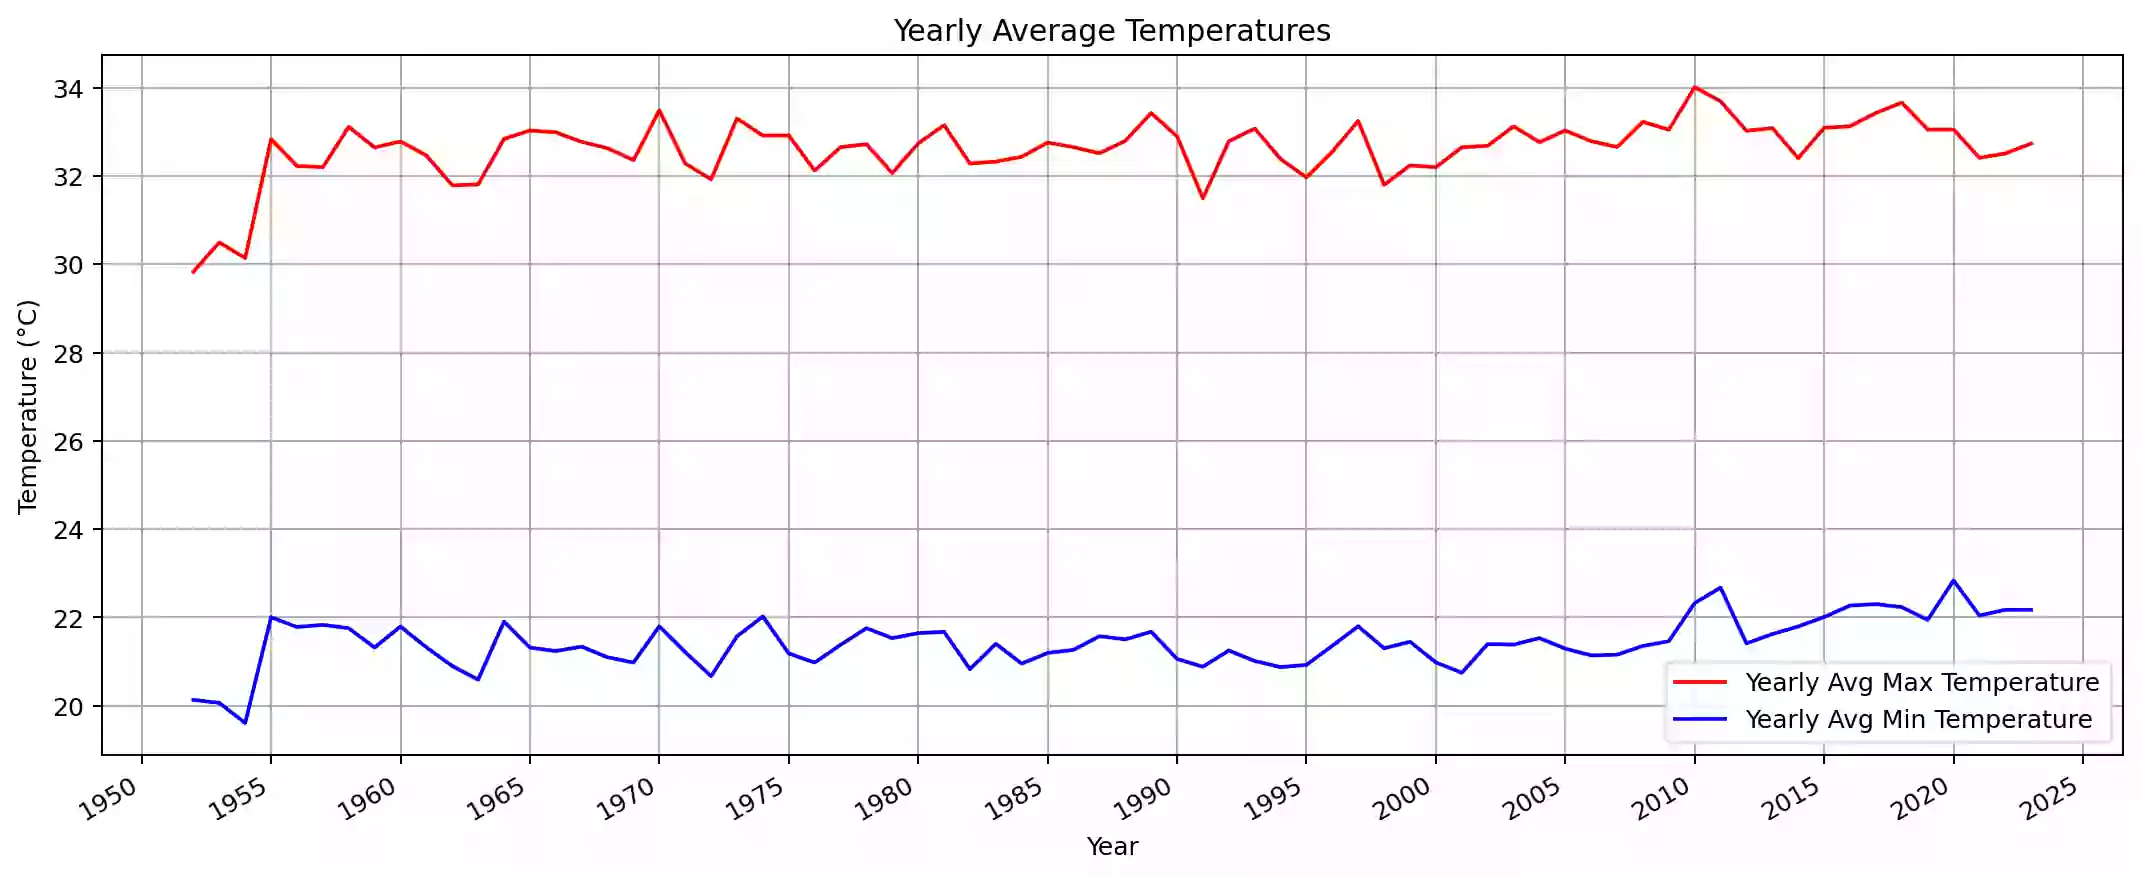 Yearly Average Temperatures
34
32
30
28
26
24
22
20
Temperature (°C)
Yearly Avg Max Temperature
Yearly Avg Min Temperature
1950 1955 1960 1965 1970 1975 1980 1985 1990 1995 2000 2005 2010 2015 2020 2025
Year